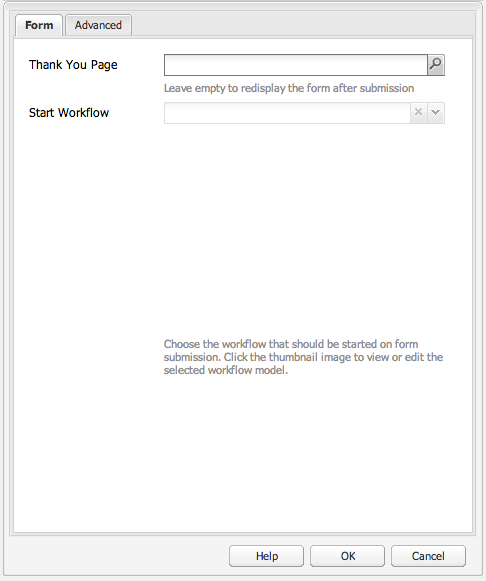 Form Advanced
Thank You Page
Leave empty to redisplay the form after submission
Start Workflow
Choose the workflow that should be started on form
submission. Click the thumbnail image to view or edit the
selected workflow model.
Help OK Cancel